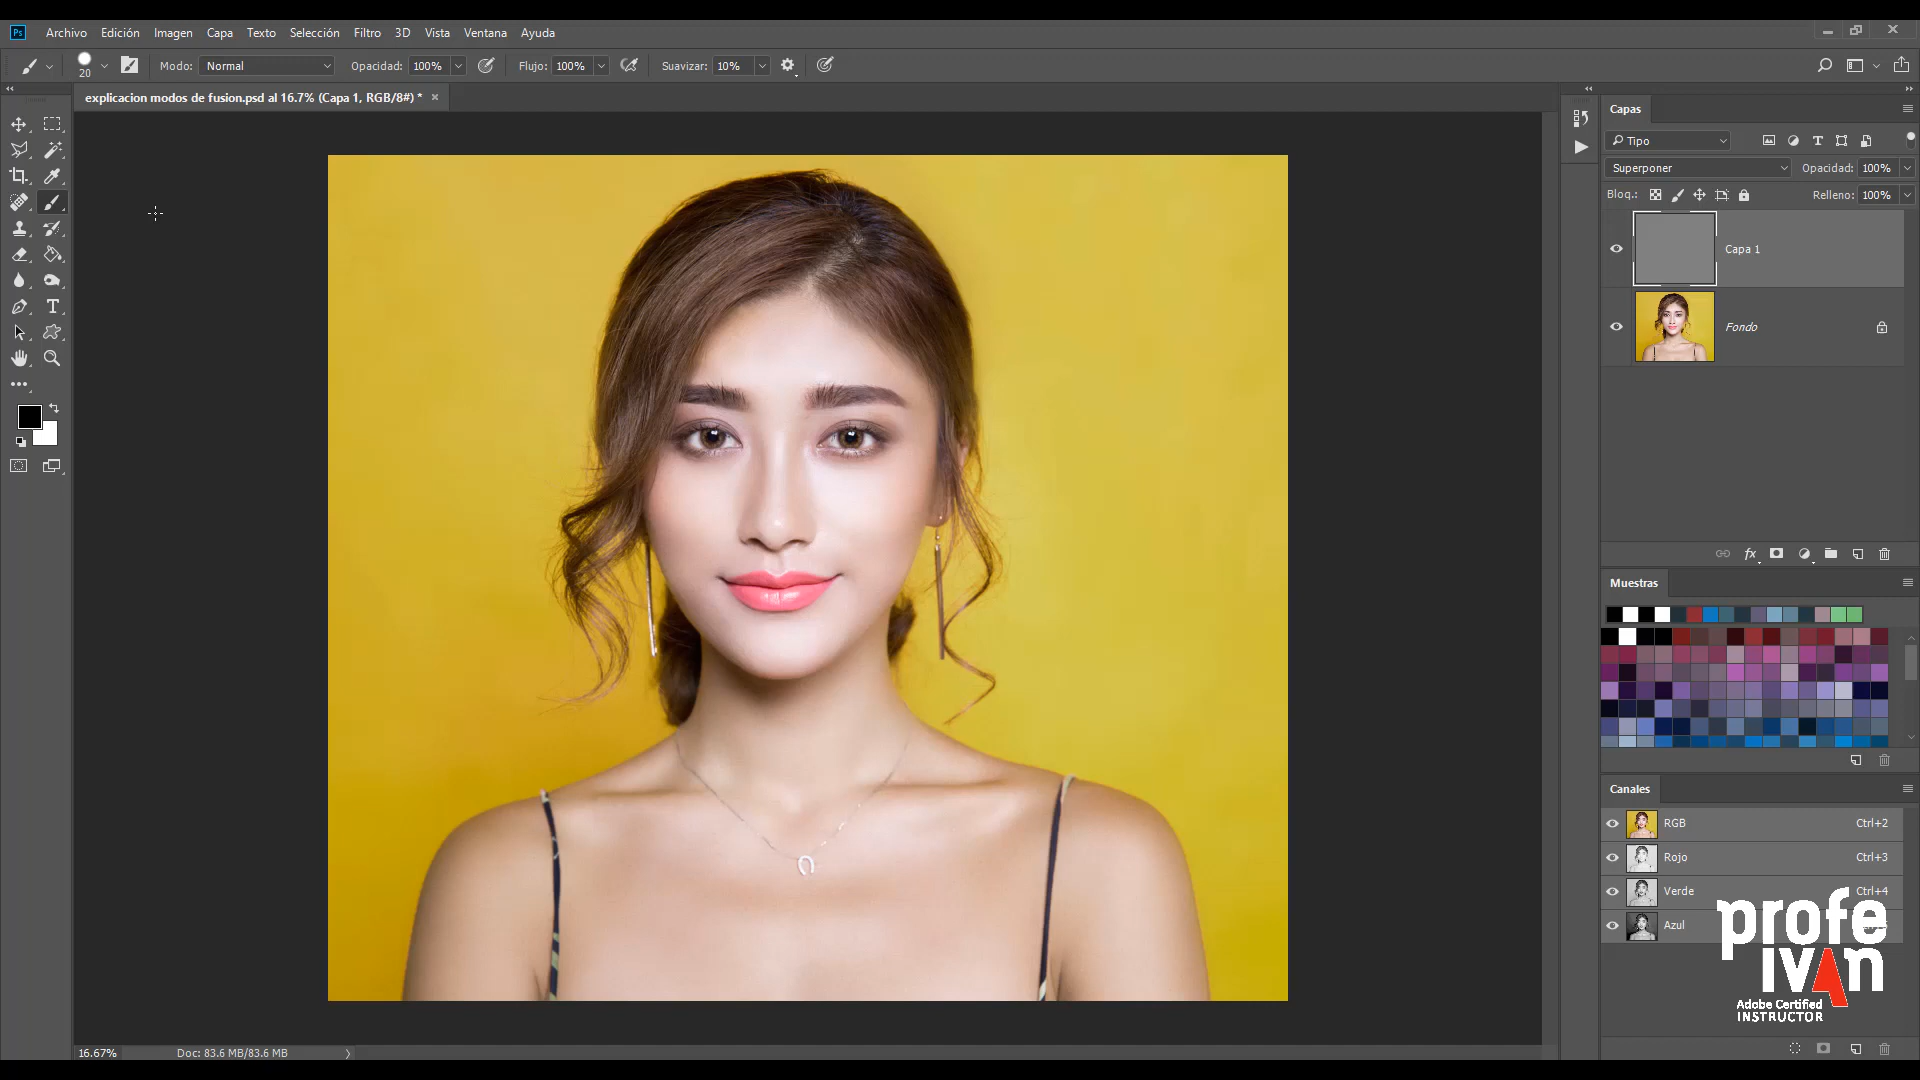 Ps Archivo Edición Imagen Capa Texto Selección Filtro 3D Vista Ventana Ayuda
20 Modo: Normal Opacidad: 100% Flujo: 100% Suavizar: 10%
explicacion modos de fusion.psd al 16.7% (Capa 1, RGB/8#) * ×
Capas
Tipo
Superponer Opacidad: 100%
Bloq.: Relleno: 100%
Capa 1
Fondo
fx
Muestras
Canales
RGB Ctrl+2
Rojo Ctrl+3
Verde Ctrl+4
Azul
profe
ivan
Adobe Certified
INSTRUCTOR
16.67% Doc: 83.6 MB/83.6 MB